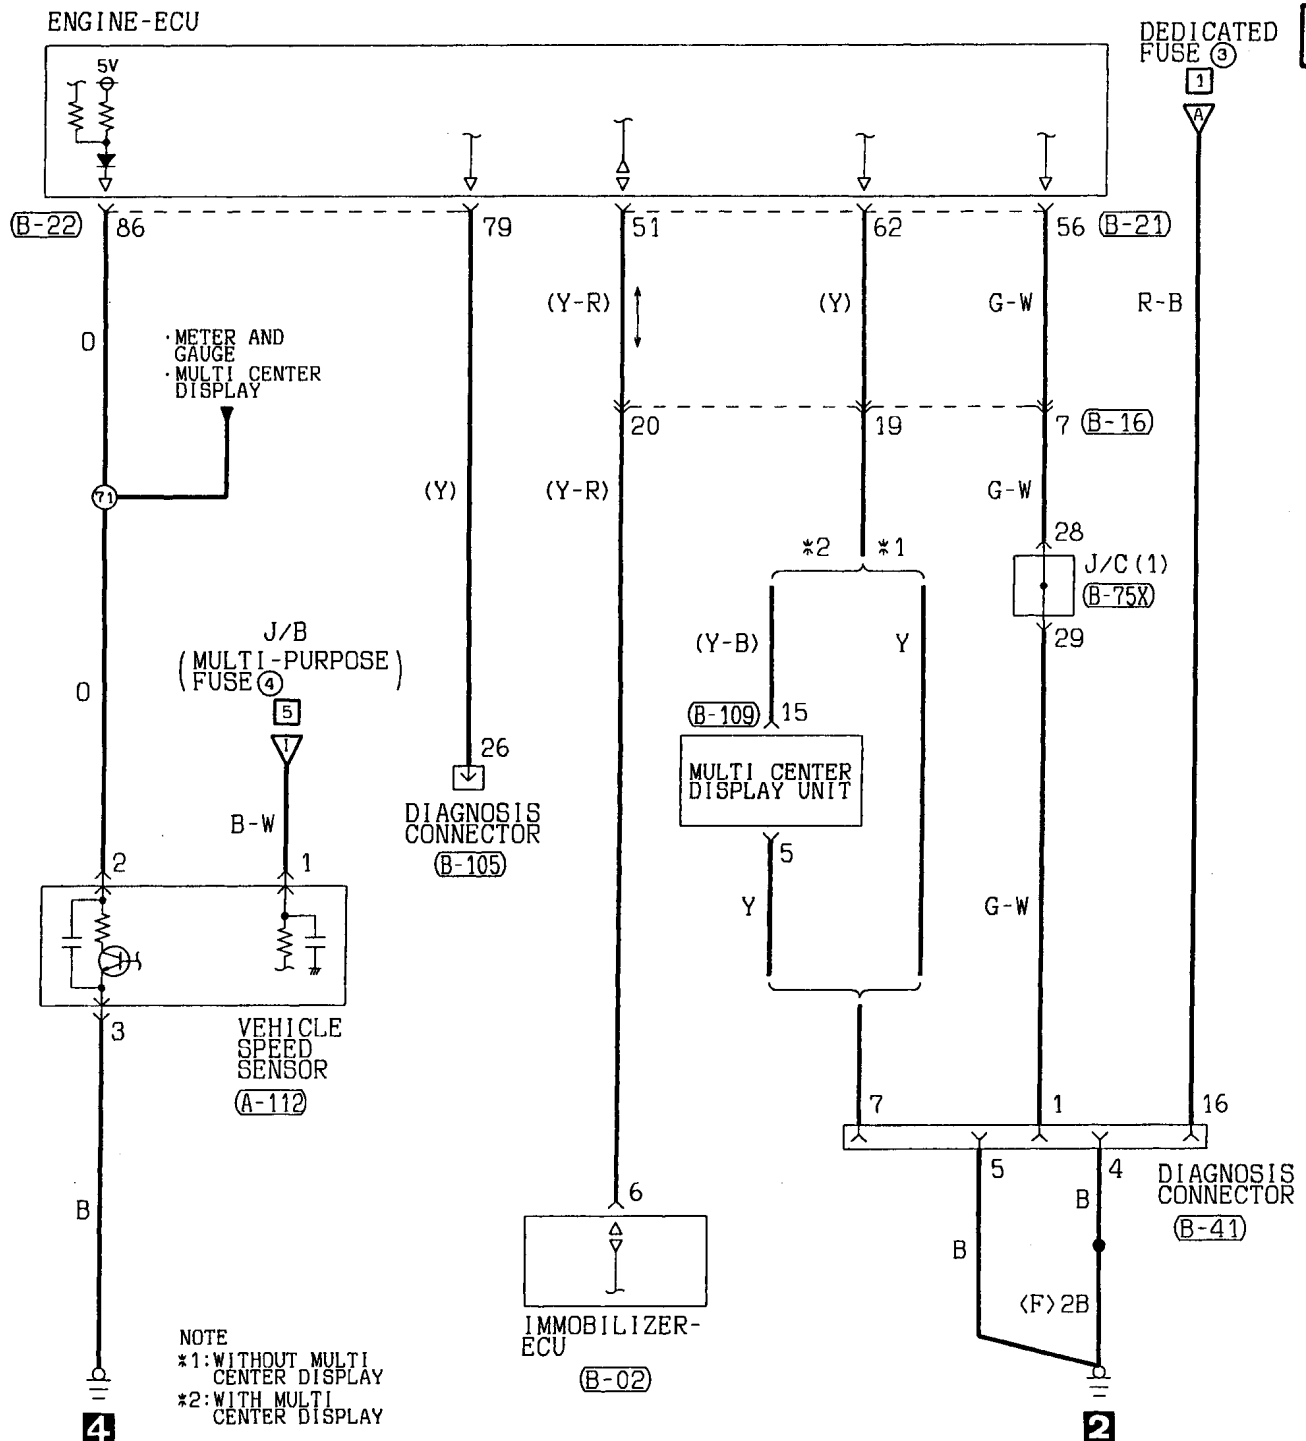 ENGINE-ECU
DEDICATED
FUSE ③
1
A
5V
(B-22) 86
79
51
62
56 (B-21)
(Y-R)
(Y)
G-W
R-B
O
·METER AND
GAUGE
·MULTI CENTER
DISPLAY
20
19
7 (B-16)
71
(Y)
(Y-R)
G-W
*2
*1
28
J/C(1)
(B-75X)
29
J/B
(MULTI-PURPOSE)
FUSE ④
5
I
O
(Y-B)
Y
(B-109) 15
26
MULTI CENTER
DISPLAY UNIT
DIAGNOSIS
CONNECTOR
(B-105)
B-W
2
1
5
Y
G-W
3
VEHICLE
SPEED
SENSOR
(A-112)
7
1
16
5
4
DIAGNOSIS
CONNECTOR
(B-41)
B
6
B
B
<F>2B
IMMOBILIZER-
ECU
(B-02)
NOTE
*1:WITHOUT MULTI
CENTER DISPLAY
*2:WITH MULTI
CENTER DISPLAY
4
2